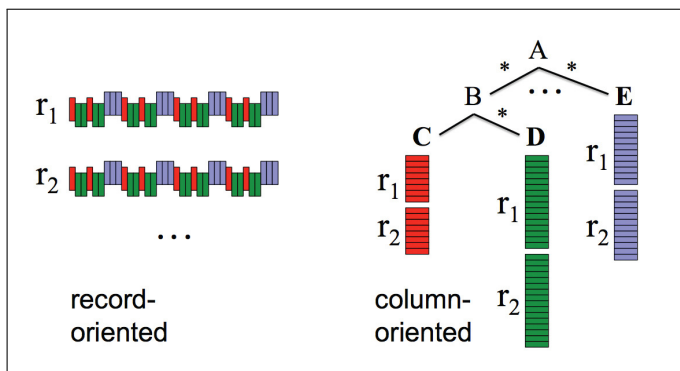 r1
r2
...
record-
oriented
A
* *
B ... E
*
C D
r1
r2
r1
r2
r1
r2
column-
oriented